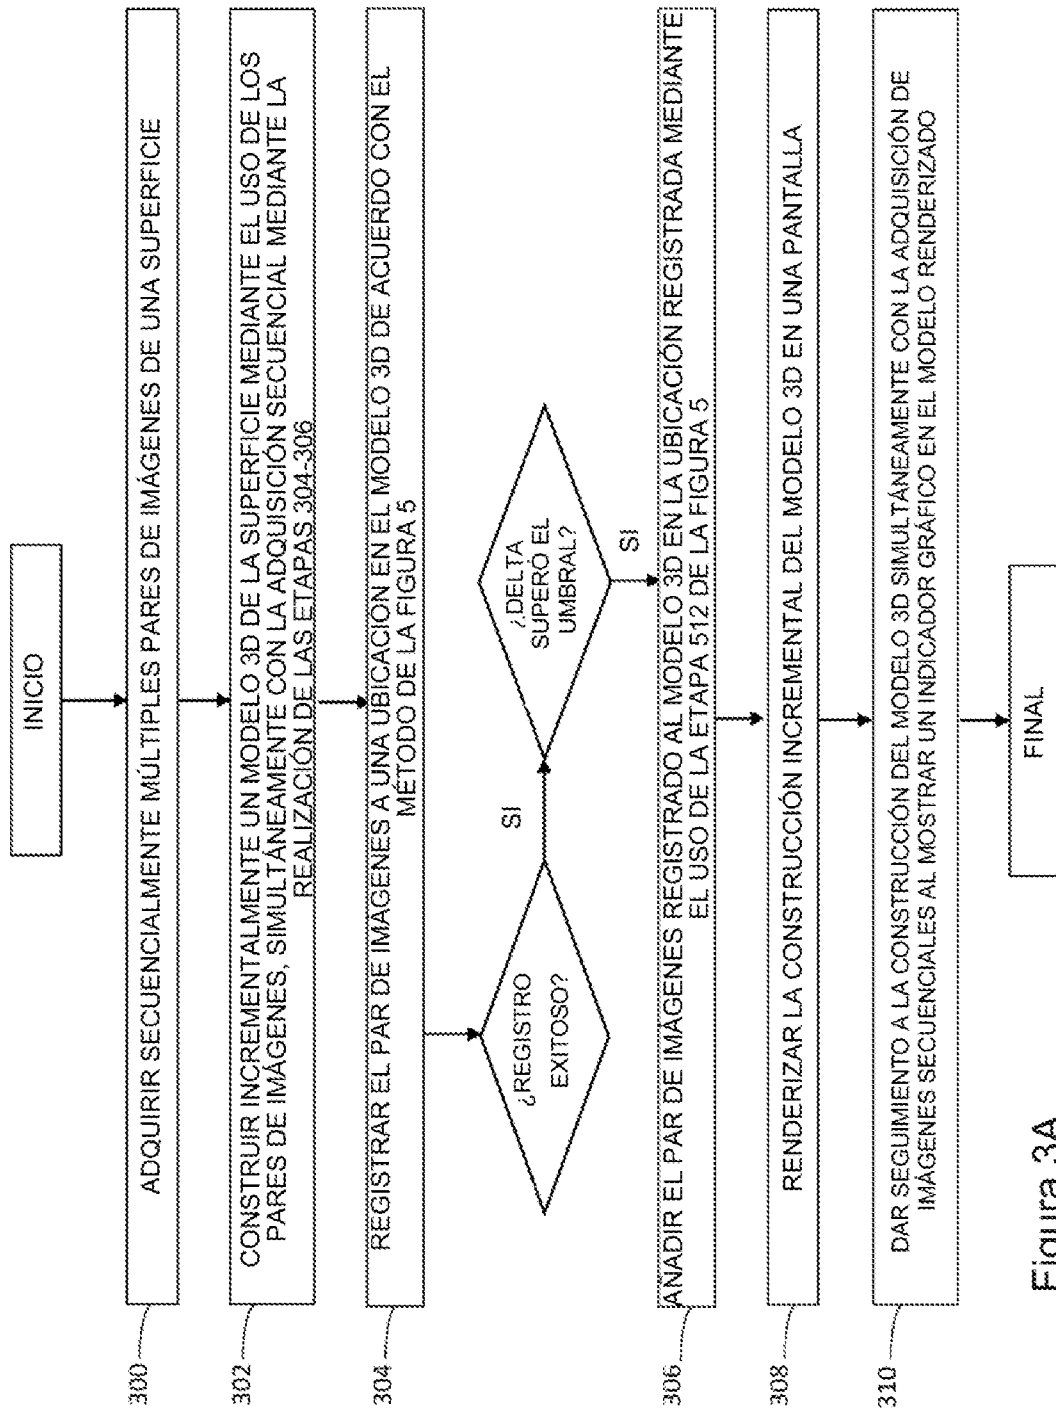 INICIO
300
ADQUIRIR SECUENCIALMENTE MÚLTIPLES PARES DE IMÁGENES DE UNA SUPERFICIE
302
CONSTRUIR INCREMENTALMENTE UN MODELO 3D DE LA SUPERFICIE MEDIANTE EL USO DE LOS
PARES DE IMÁGENES, SIMULTÁNEAMENTE CON LA ADQUISICIÓN SECUENCIAL MEDIANTE LA
REALIZACIÓN DE LAS ETAPAS 304-306
304
REGISTRAR EL PAR DE IMÁGENES A UNA UBICACIÓN EN EL MODELO 3D DE ACUERDO CON EL
MÉTODO DE LA FIGURA 5
¿REGISTRO
EXITOSO?
SI
¿DELTA
SUPERÓ EL
UMBRAL?
SI
306
AÑADIR EL PAR DE IMÁGENES REGISTRADO AL MODELO 3D EN LA UBICACIÓN REGISTRADA MEDIANTE
EL USO DE LA ETAPA 512 DE LA FIGURA 5
308
RENDERIZAR LA CONSTRUCCIÓN INCREMENTAL DEL MODELO 3D EN UNA PANTALLA
310
DAR SEGUIMIENTO A LA CONSTRUCCIÓN DEL MODELO 3D SIMULTÁNEAMENTE CON LA ADQUISICIÓN DE
IMÁGENES SECUENCIALES AL MOSTRAR UN INDICADOR GRÁFICO EN EL MODELO RENDERIZADO
FINAL
Figura 3A